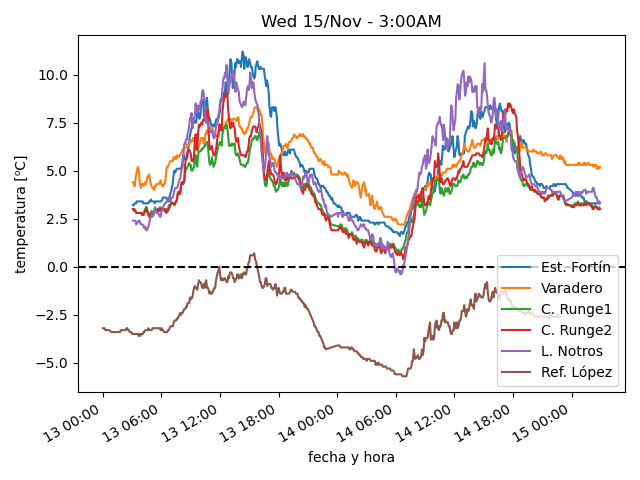 Wed 15/Nov - 3:00AM
temperatura [ºC]
10.0
7.5
5.0
2.5
0.0
−2.5
−5.0
Est. Fortín
Varadero
C. Runge1
C. Runge2
L. Notros
Ref. López
13 00:00
13 06:00
13 12:00
13 18:00
14 00:00
14 06:00
14 12:00
14 18:00
15 00:00
fecha y hora